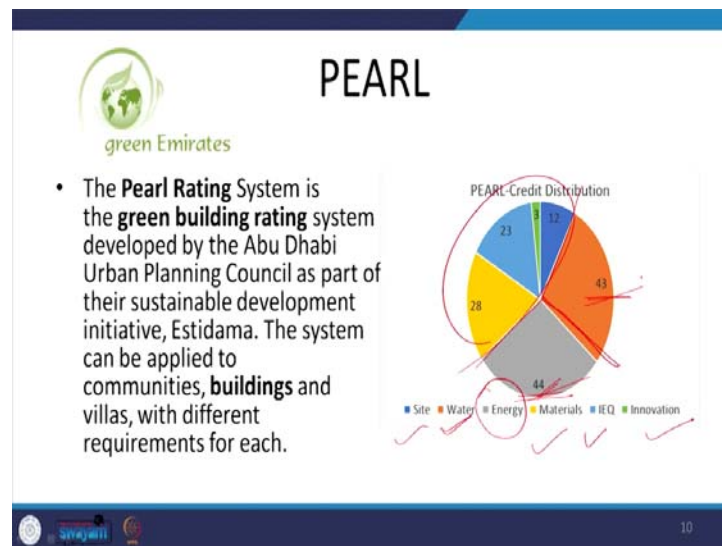 PEARL
green Emirates
• The Pearl Rating System is
the green building rating system
developed by the Abu Dhabi
Urban Planning Council as part of
their sustainable development
initiative, Estidama. The system
can be applied to
communities, buildings and
villas, with different
requirements for each.
PEARL-Credit Distribution
3
12
23
43
28
44
Site Water Energy Materials IEQ Innovation
swayam
10